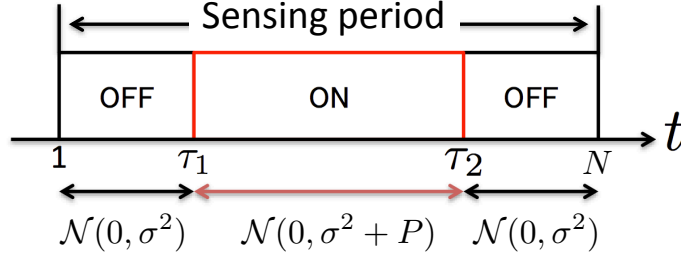 Sensing period
OFF ON OFF
1 τ₁ τ₂ N t
𝒩(0, σ²) 𝒩(0, σ² + P) 𝒩(0, σ²)